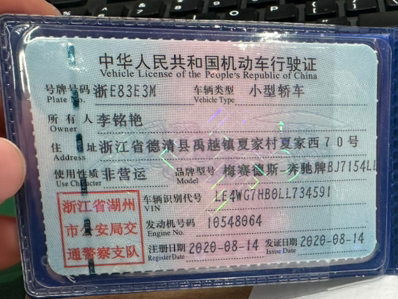 中华人民共和国机动车行驶证
Vehicle License of the People's Republic of China
号牌号码 浙E83E3M 车辆类型 小型轿车
Plate No. Vehicle Type
所有人 李铭艳
Owner
住址 浙江省德清县禹越镇夏家村夏家西70号
Address
使用性质 非营运 品牌型号 梅赛德斯-奔驰牌BJ7154LL
Use Character Model
浙江省湖州
市公安局交
通警察支队
车辆识别代号 LE4WG7HB0LL734591
VIN
发动机号码 10548064
Engine No.
注册日期 2020-08-14 发证日期 2020-08-14
Register Date Issue Date